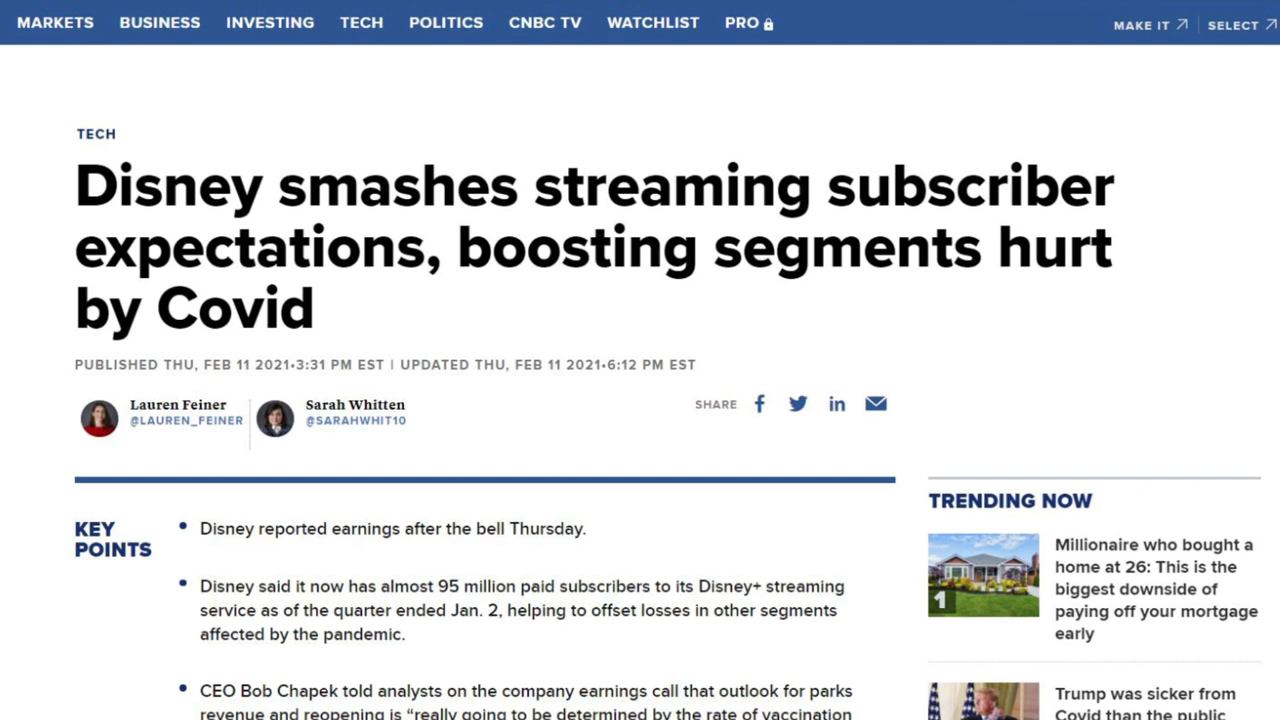 MARKETS BUSINESS INVESTING TECH POLITICS CNBC TV WATCHLIST PRO MAKE IT SELECT
TECH
Disney smashes streaming subscriber
expectations, boosting segments hurt
by Covid
PUBLISHED THU, FEB 11 2021•3:31 PM EST | UPDATED THU, FEB 11 2021•6:12 PM EST
Lauren Feiner
@LAUREN_FEINER
Sarah Whitten
@SARAHWHIT10
SHARE
KEY
POINTS
Disney reported earnings after the bell Thursday.
Disney said it now has almost 95 million paid subscribers to its Disney+ streaming
service as of the quarter ended Jan. 2, helping to offset losses in other segments
affected by the pandemic.
CEO Bob Chapek told analysts on the company earnings call that outlook for parks
revenue and reopening is “really going to be determined by the rate of vaccination
TRENDING NOW
1
Millionaire who bought a
home at 26: This is the
biggest downside of
paying off your mortgage
early
Trump was sicker from
Covid than the public